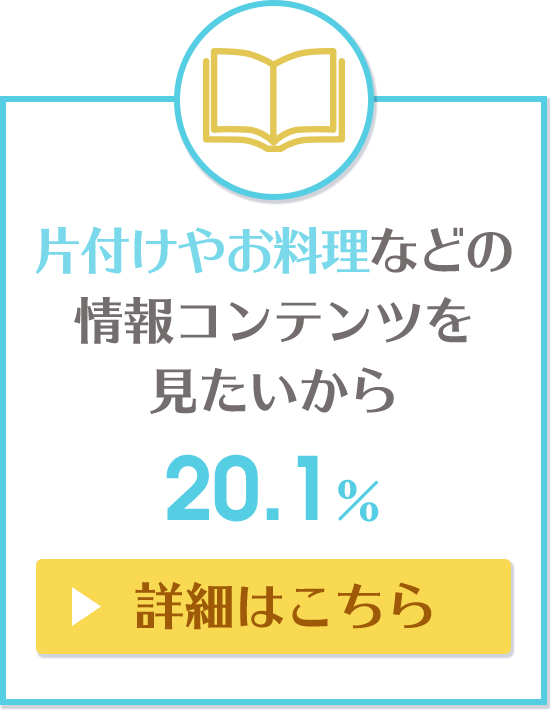 片付けやお料理などの
情報コンテンツを
見たいから
20.1%
詳細はこちら